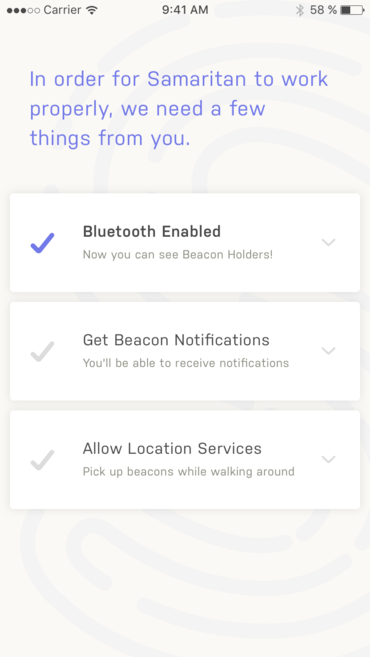 Carrier 9:41 AM 58 %
In order for Samaritan to work
properly, we need a few
things from you.
Bluetooth Enabled
Now you can see Beacon Holders!
Get Beacon Notifications
You'll be able to receive notifications
Allow Location Services
Pick up beacons while walking around